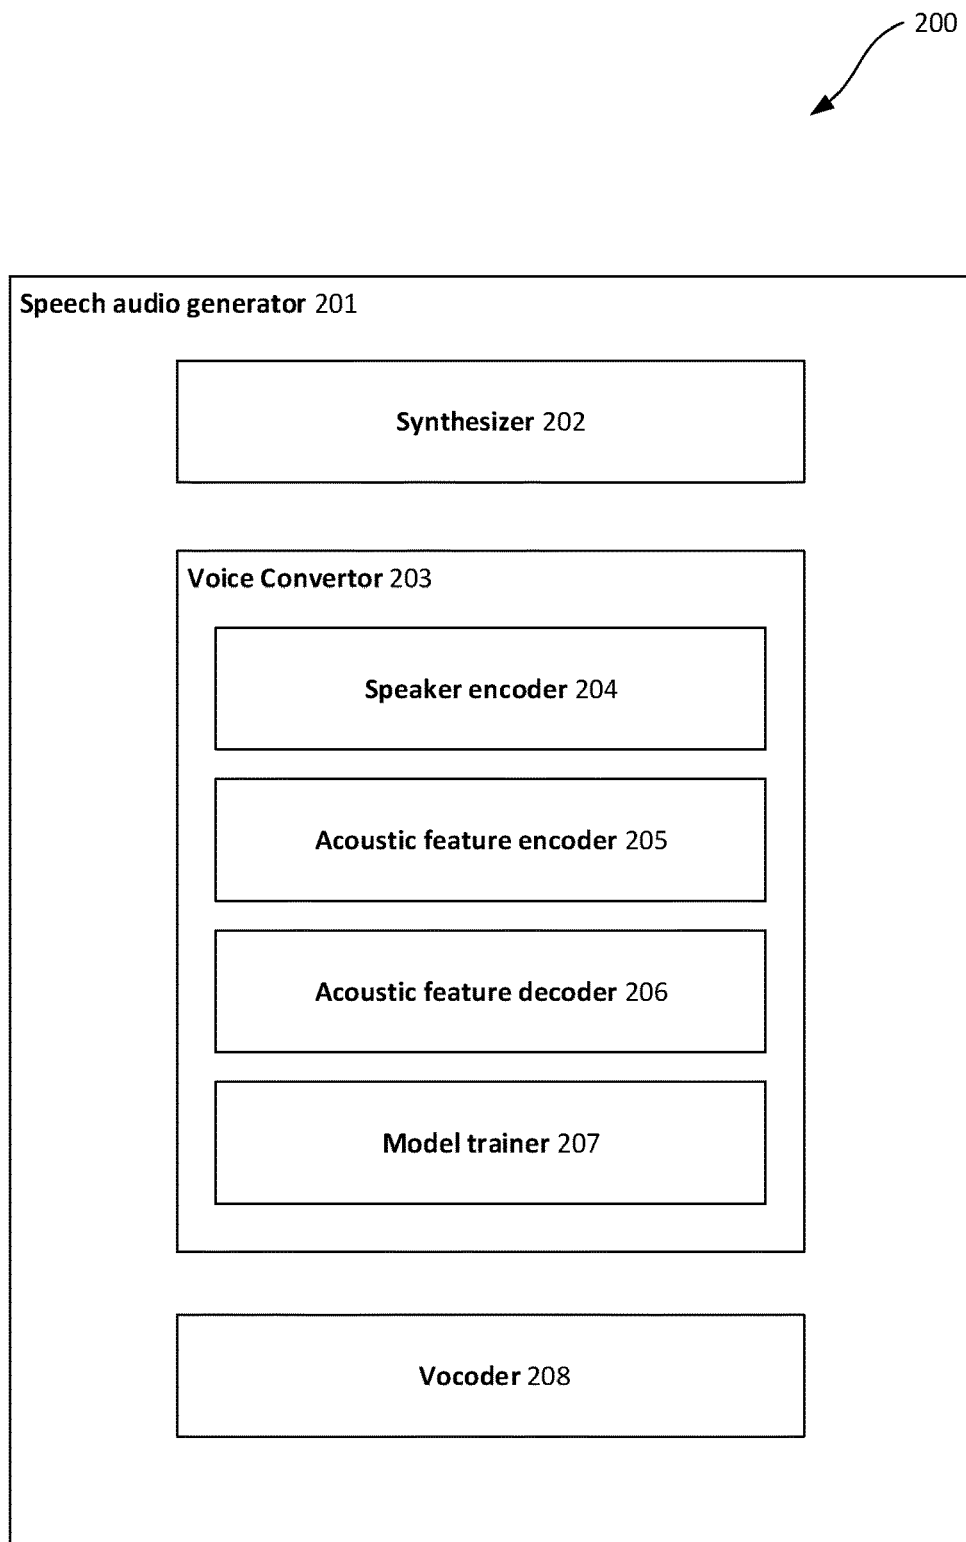 200
Speech audio generator 201
Synthesizer 202
Voice Convertor 203
Speaker encoder 204
Acoustic feature encoder 205
Acoustic feature decoder 206
Model trainer 207
Vocoder 208